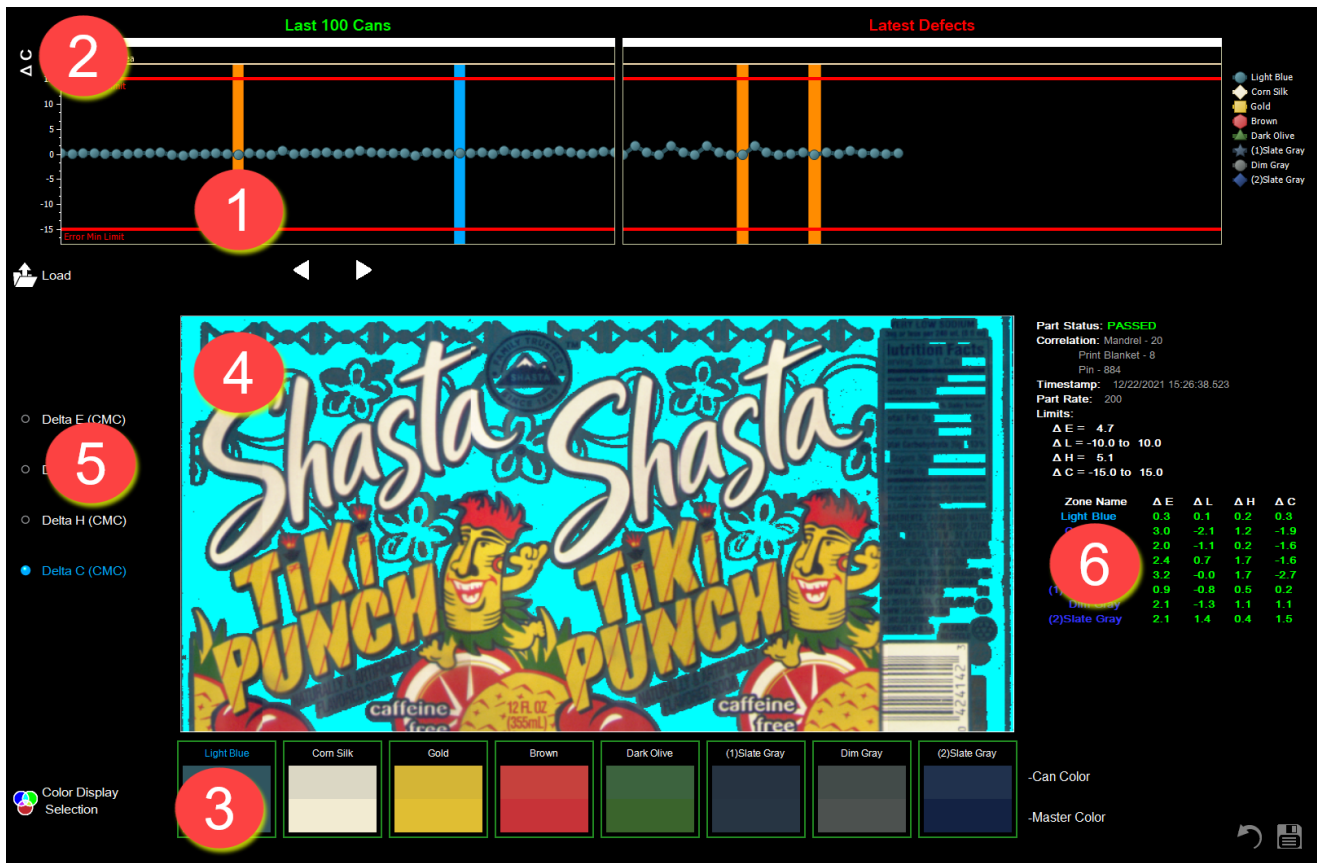 Last 100 Cans
Latest Defects
2
Δ C
10
5
0
-5
-10
-15
Error Min Limit
1
Light Blue
Corn Silk
Gold
Brown
Dark Olive
(1)Slate Gray
Dim Gray
(2)Slate Gray
Load
4
FAMILY TRUSTED
SHASTA
TM
Shasta
Shasta
TIKI
PUNCH
TIKI
PUNCH
caffeine
free
12 FL OZ
(355mL)
caffeine
free
VERY LOW SODIUM
Nutrition Facts
424142 3
0
Delta E (CMC)
5
Delta H (CMC)
Delta C (CMC)
Part Status: PASSED
Correlation: Mandrel - 20
Print Blanket - 8
Pin - 884
Timestamp: 12/22/2021 15:26:38.523
Part Rate: 200
Limits:
Δ E = 4.7
Δ L = -10.0 to 10.0
Δ H = 5.1
Δ C = -15.0 to 15.0
Zone Name Δ E Δ L Δ H Δ C
Light Blue 0.3 0.1 0.2 0.3
3.0 -2.1 1.2 -1.9
2.0 -1.1 0.2 -1.6
6 2.4 0.7 1.7 -1.6
3.2 -0.0 1.7 -2.7
0.9 -0.8 0.5 0.2
Dim Gray 2.1 -1.3 1.1 1.1
(2)Slate Gray 2.1 1.4 0.4 1.5
Light Blue
Corn Silk
Gold
Brown
Dark Olive
(1)Slate Gray
Dim Gray
(2)Slate Gray
3
-Can Color
-Master Color
Color Display
Selection